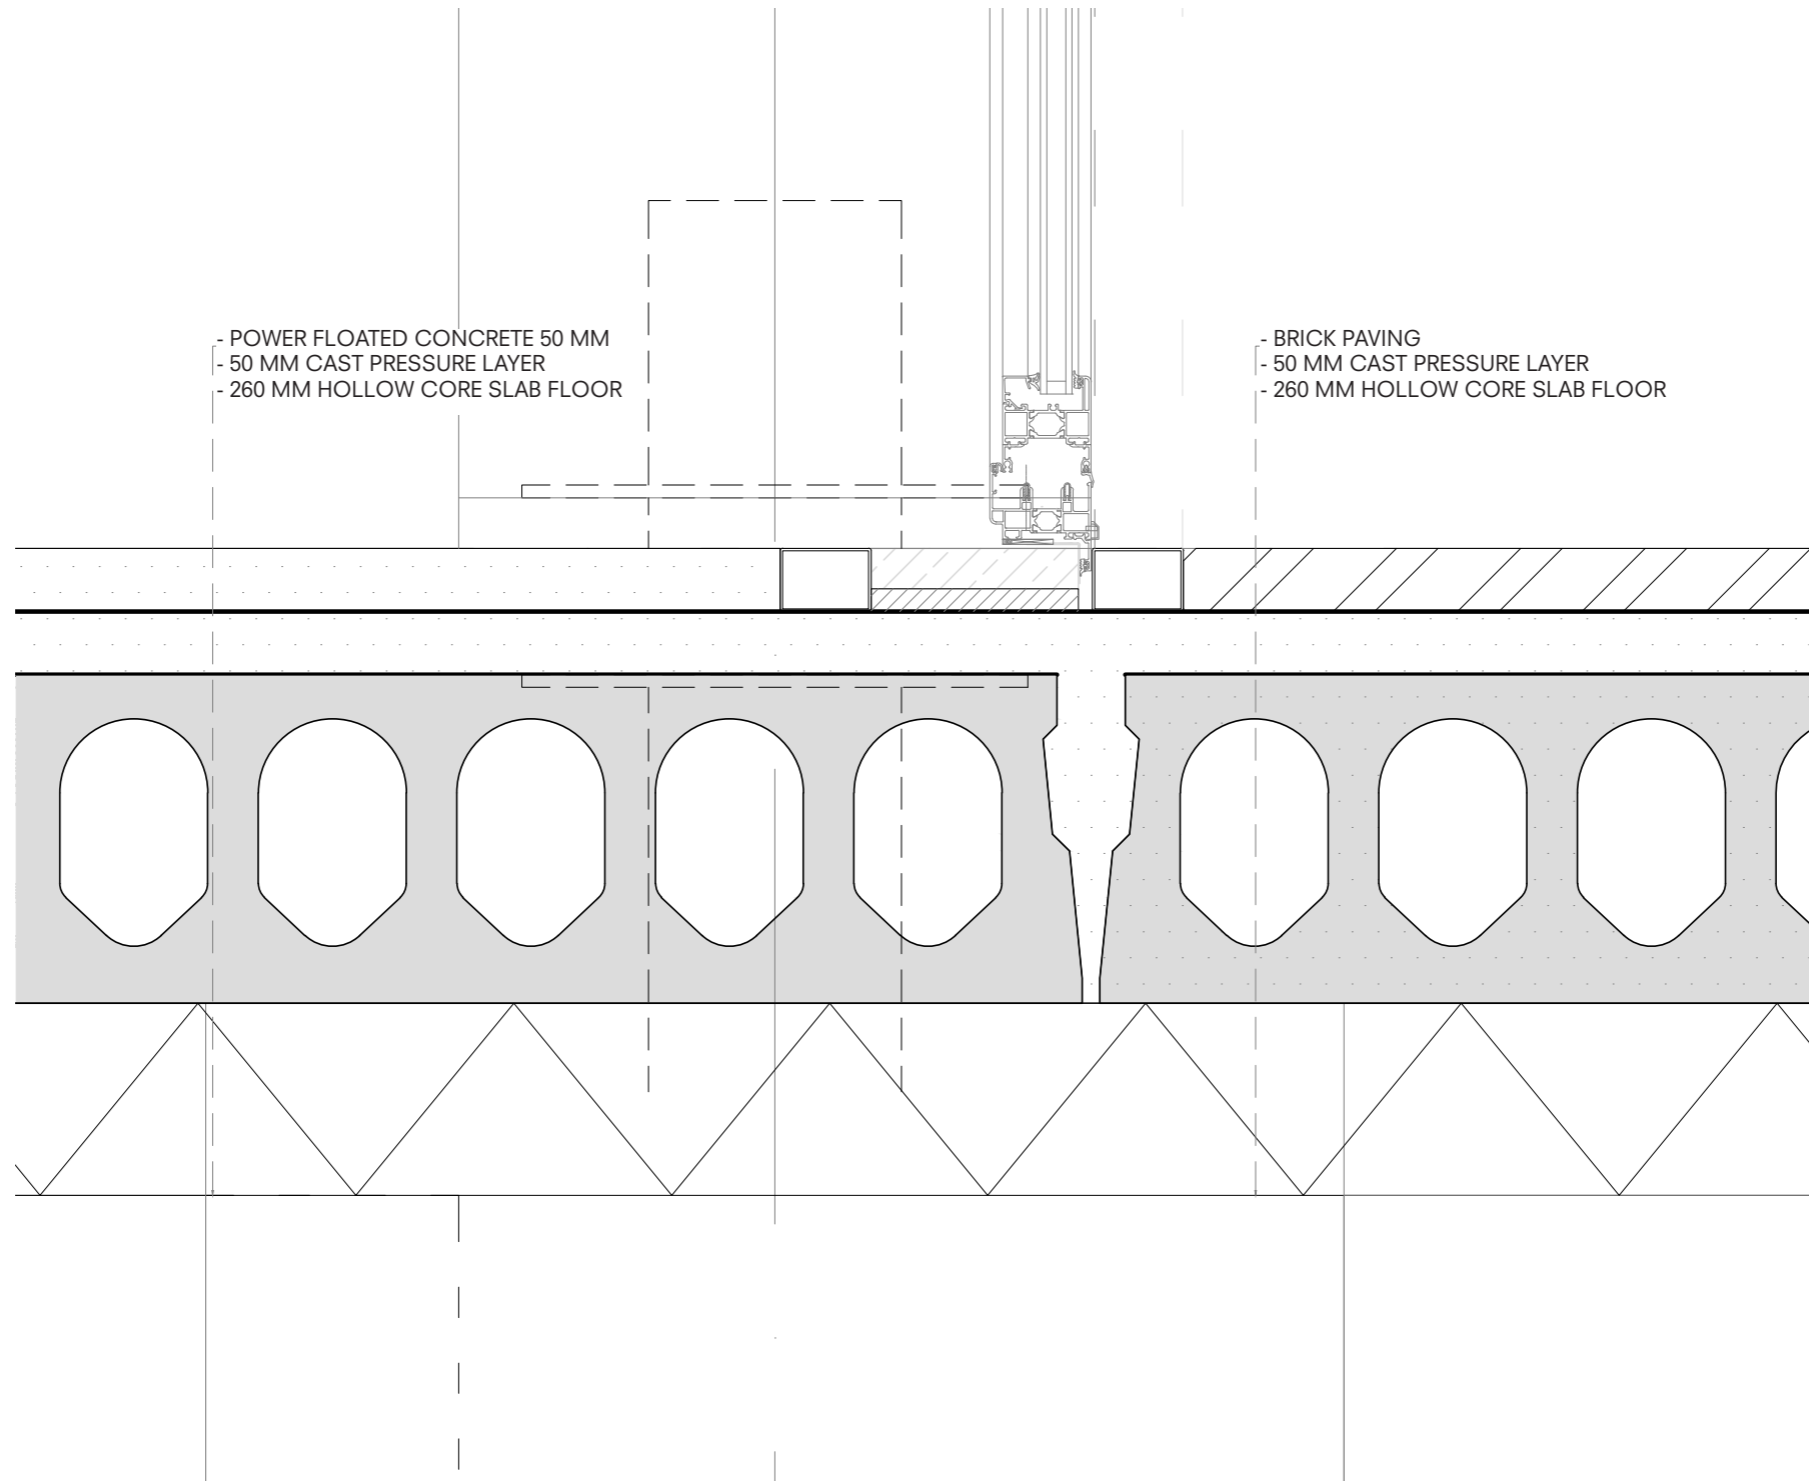 - POWER FLOATED CONCRETE 50 MM
- 50 MM CAST PRESSURE LAYER
- 260 MM HOLLOW CORE SLAB FLOOR
- BRICK PAVING
- 50 MM CAST PRESSURE LAYER
- 260 MM HOLLOW CORE SLAB FLOOR